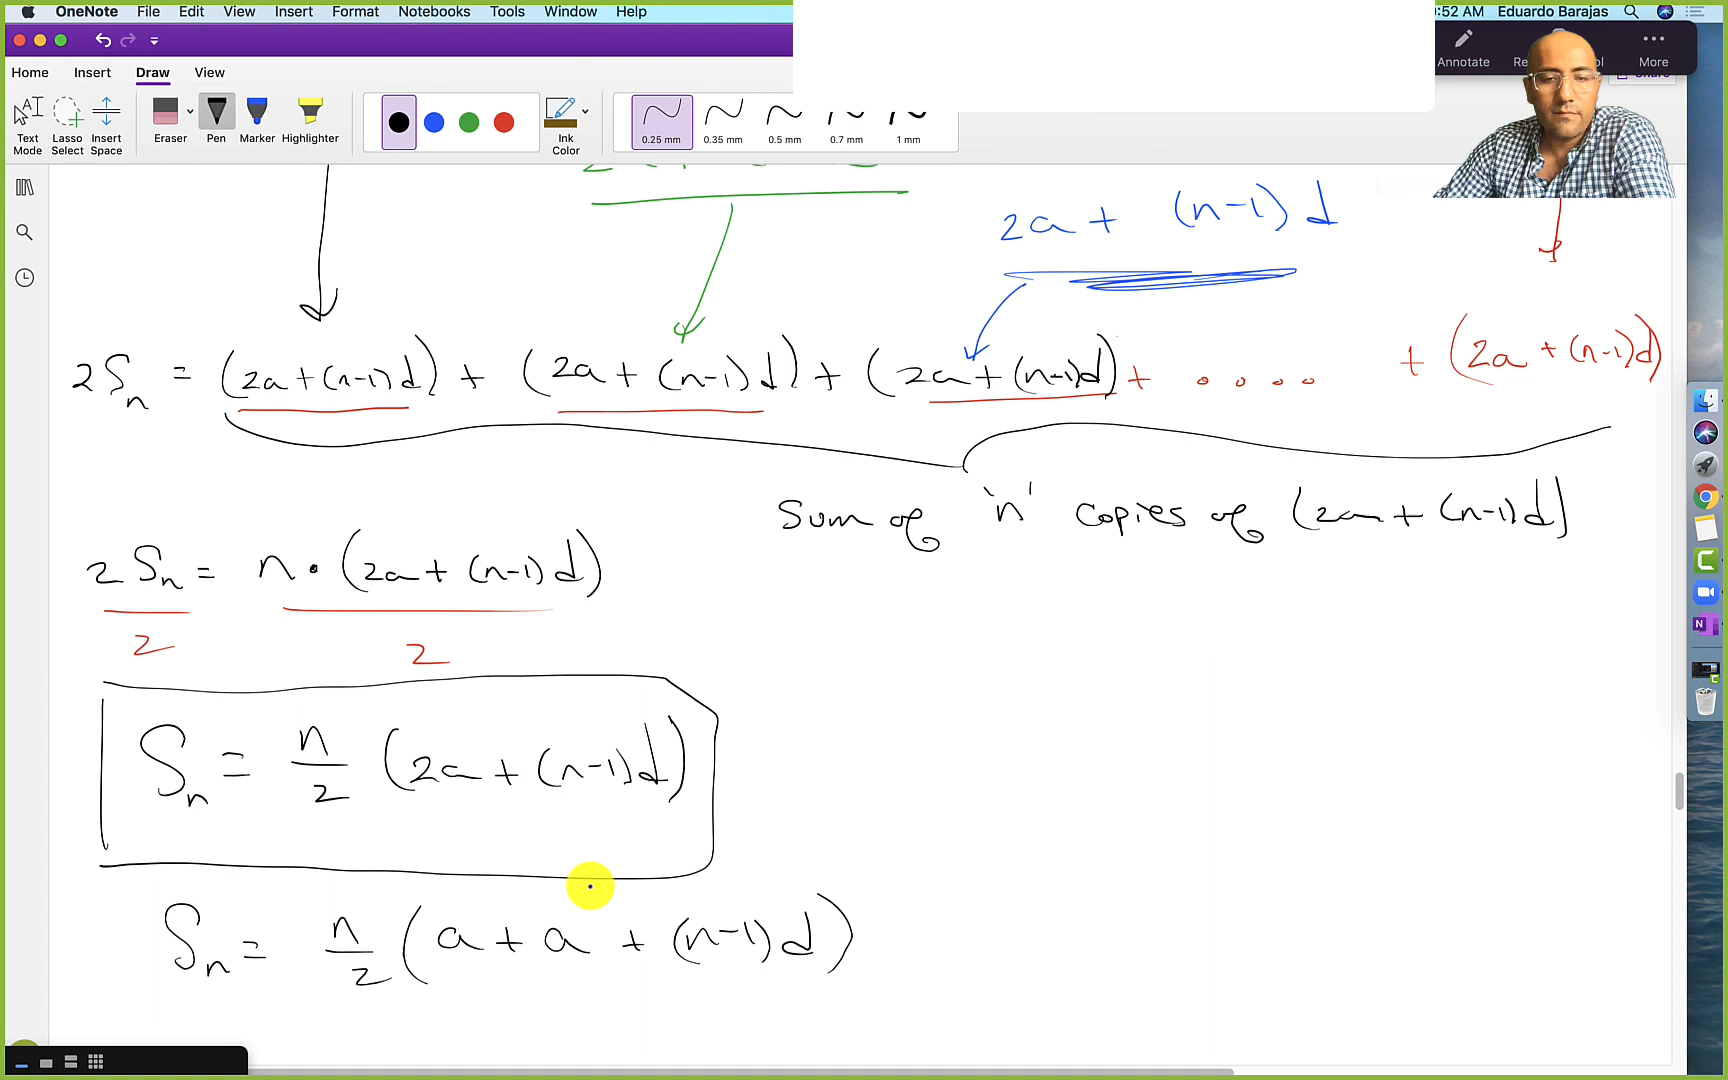 OneNote File Edit View Insert Format Notebooks Tools Window Help :52 AM Eduardo Barajas
Home Insert Draw View
Annotate More
Share
Text Mode Lasso Select Insert Space Eraser Pen Marker Highlighter Ink Color 0.25 mm 0.35 mm 0.5 mm 0.7 mm 1 mm
2a + (n-1) d
2Sn = (2a+(n-1)d) + (2a + (n-1) d) + (2a+(n-1)d) + .... + (2a +(n-1)d)
Sum of 'n' copies of (2a + (n-1)d)
2 Sn = n · (2a+(n-1)d)
2 2
Sn = n/2 (2a+(n-1)d)
Sn = n/2 (a + a + (n-1)d)